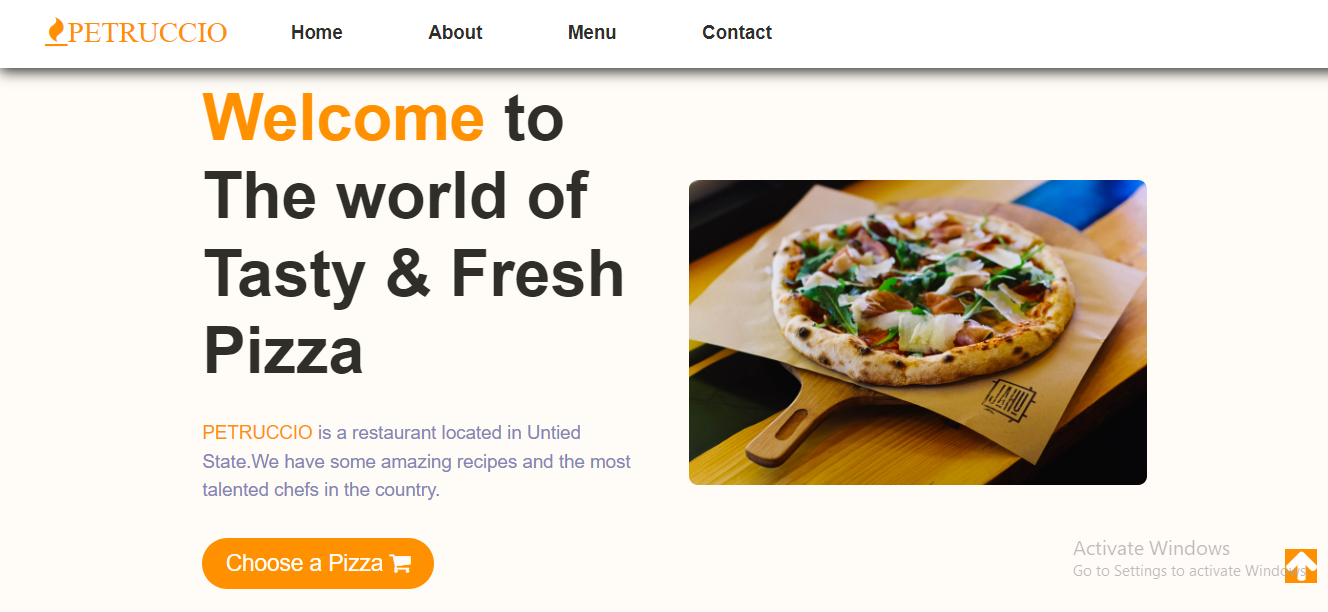 PETRUCCIO Home About Menu Contact
Welcome to
The world of
Tasty & Fresh
Pizza
PETRUCCIO is a restaurant located in Untied
State.We have some amazing recipes and the most
talented chefs in the country.
Choose a Pizza
JAHU
Activate Windows
Go to Settings to activate Windows.